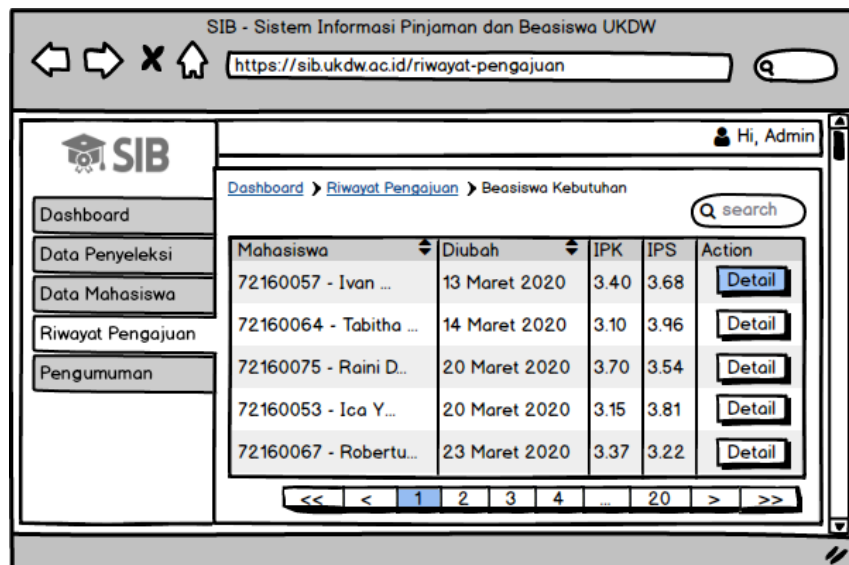 SIB - Sistem Informasi Pinjaman dan Beasiswa UKDW
https://sib.ukdw.ac.id/riwayat-pengajuan
SIB
Hi, Admin
Dashboard
Data Penyeleksi
Data Mahasiswa
Riwayat Pengajuan
Pengumuman
Dashboard > Riwayat Pengajuan > Beasiswa Kebutuhan
search
Mahasiswa Diubah IPK IPS Action
72160057 - Ivan ... 13 Maret 2020 3.40 3.68 Detail
72160064 - Tabitha ... 14 Maret 2020 3.10 3.96 Detail
72160075 - Raini D... 20 Maret 2020 3.70 3.54 Detail
72160053 - Ica Y... 20 Maret 2020 3.15 3.81 Detail
72160067 - Robertu... 23 Maret 2020 3.37 3.22 Detail
<< < 1 2 3 4 ... 20 > >>